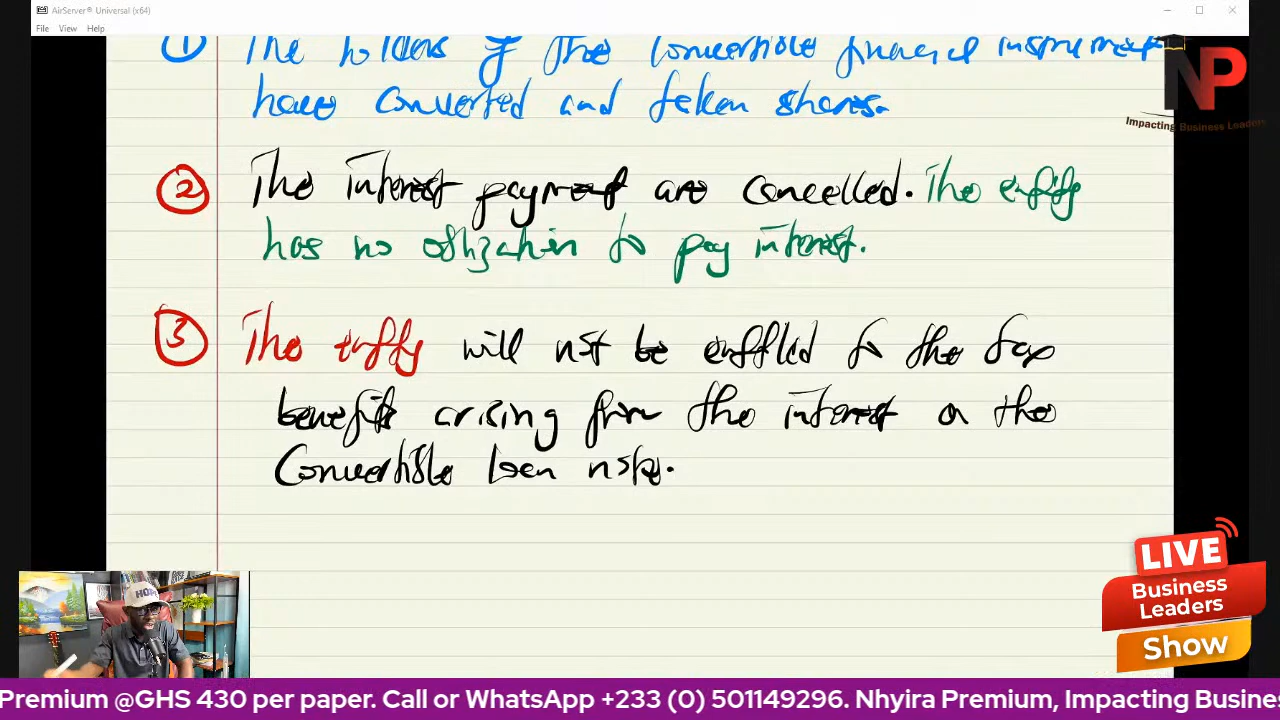 AirServer® Universal (x64)
File View Help
① The holders of the Convertible financial instrument
have converted and taken shares.
② The Interest payment are cancelled. The entity
has no obligation to pay interest.
③ The entity will not be entitled to the tax
benefits arising from the interest on the
Convertible loan note.
NP
Impacting Business Leaders
LIVE
Business
Leaders
Show
Premium @GHS 430 per paper. Call or WhatsApp +233 (0) 501149296. Nhyira Premium, Impacting Busines